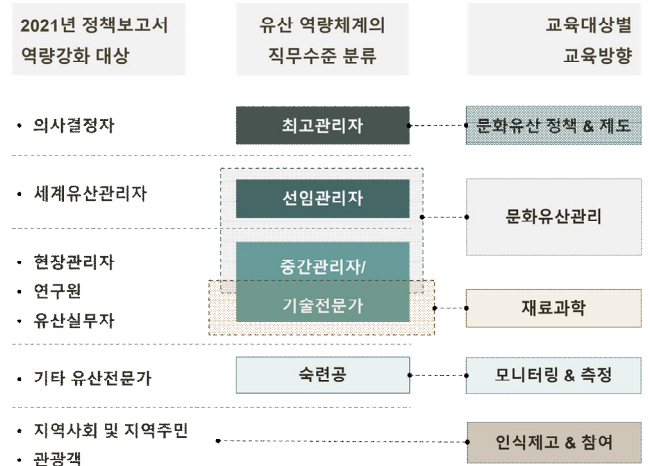 2021년 정책보고서
역량강화 대상
유산 역량체계의
직무수준 분류
교육대상별
교육방향
• 의사결정자
최고관리자
문화유산 정책 & 제도
• 세계유산관리자
선임관리자
문화유산관리
• 현장관리자
• 연구원
• 유산실무자
중간관리자/
기술전문가
재료과학
• 기타 유산전문가
숙련공
모니터링 & 측정
• 지역사회 및 지역주민
• 관광객
인식제고 & 참여